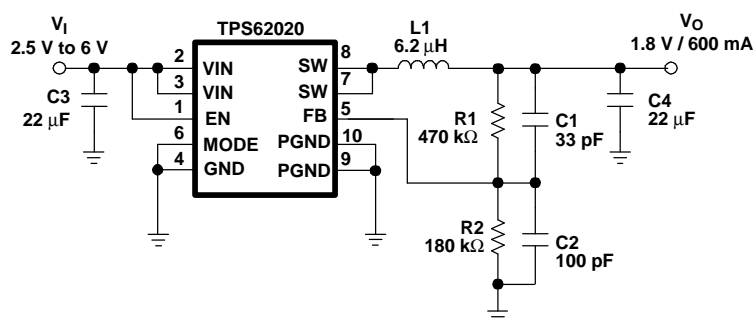 TPS62020
VI
2.5 V to 6 V
C3
22 μF
2
VIN
3
VIN
1
EN
6
MODE
4
GND
8
SW
7
SW
5
FB
10
PGND
9
PGND
L1
6.2 μH
VO
1.8 V / 600 mA
R1
470 kΩ
C1
33 pF
C4
22 μF
R2
180 kΩ
C2
100 pF